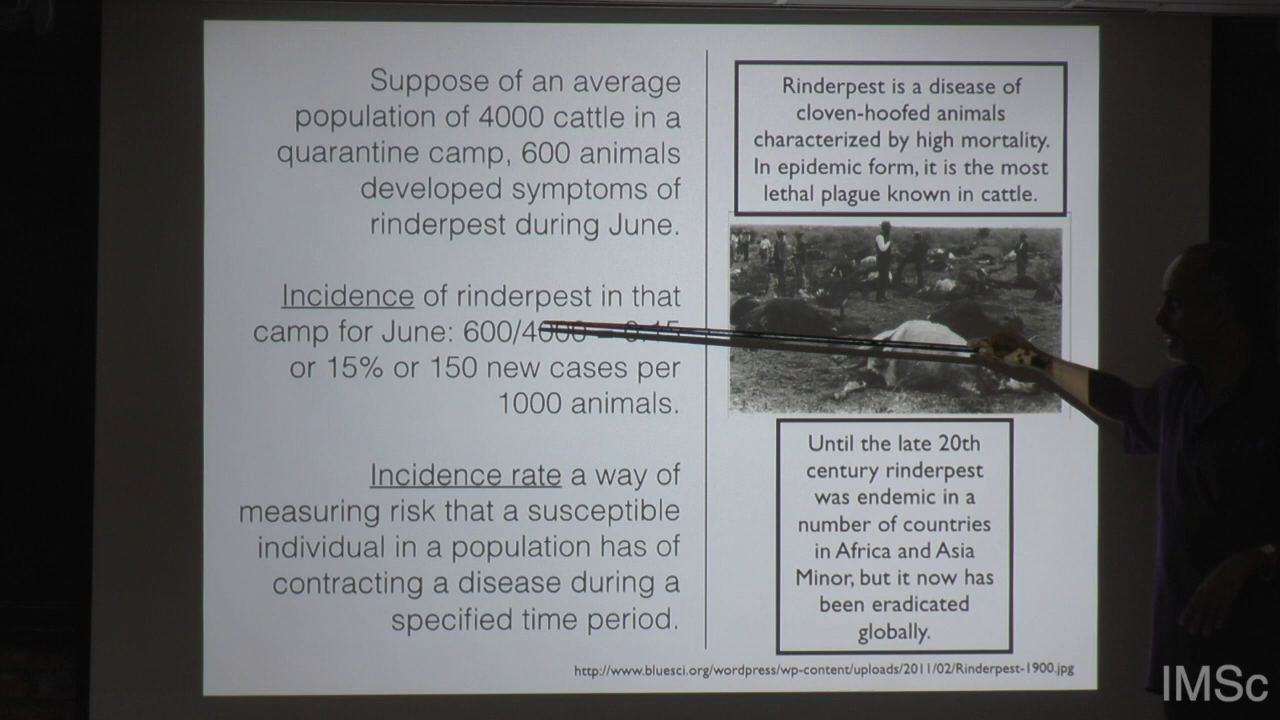 Suppose of an average
population of 4000 cattle in a
quarantine camp, 600 animals
developed symptoms of
rinderpest during June.
Incidence of rinderpest in that
camp for June: 600/4000 = 0.15
or 15% or 150 new cases per
1000 animals.
Incidence rate a way of
measuring risk that a susceptible
individual in a population has of
contracting a disease during a
specified time period.
Rinderpest is a disease of
cloven-hoofed animals
characterized by high mortality.
In epidemic form, it is the most
lethal plague known in cattle.
Until the late 20th
century rinderpest
was endemic in a
number of countries
in Africa and Asia
Minor, but it now has
been eradicated
globally.
http://www.bluesci.org/wordpress/wp-content/uploads/2011/02/Rinderpest-1900.jpg
IMSc